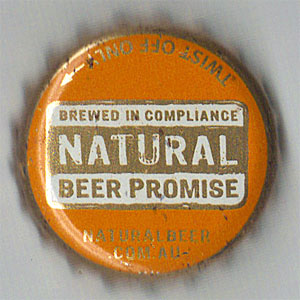 TWIST OFF ONLY
BREWED IN COMPLIANCE
NATURAL
BEER PROMISE
NATURALBEER
.COM.AU